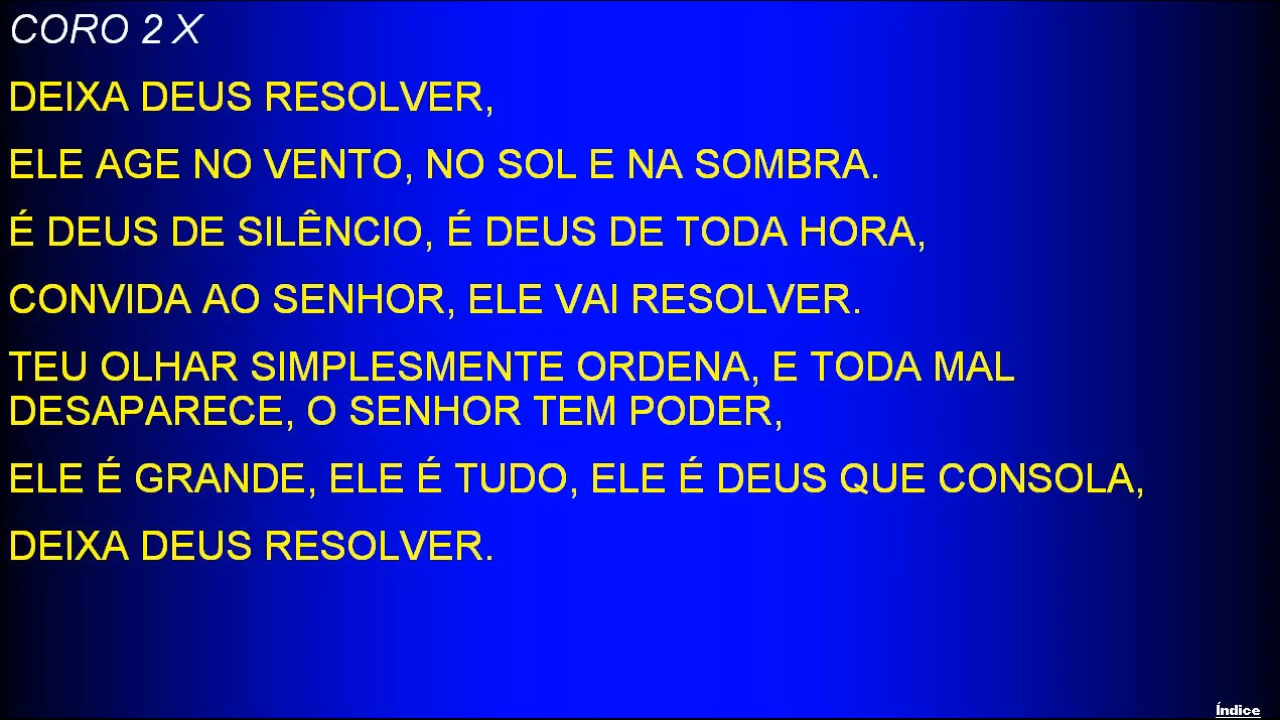 CORO 2 X
DEIXA DEUS RESOLVER,
ELE AGE NO VENTO, NO SOL E NA SOMBRA.
É DEUS DE SILÊNCIO, É DEUS DE TODA HORA,
CONVIDA AO SENHOR, ELE VAI RESOLVER.
TEU OLHAR SIMPLESMENTE ORDENA, E TODA MAL
DESAPARECE, O SENHOR TEM PODER,
ELE É GRANDE, ELE É TUDO, ELE É DEUS QUE CONSOLA,
DEIXA DEUS RESOLVER.
Índice